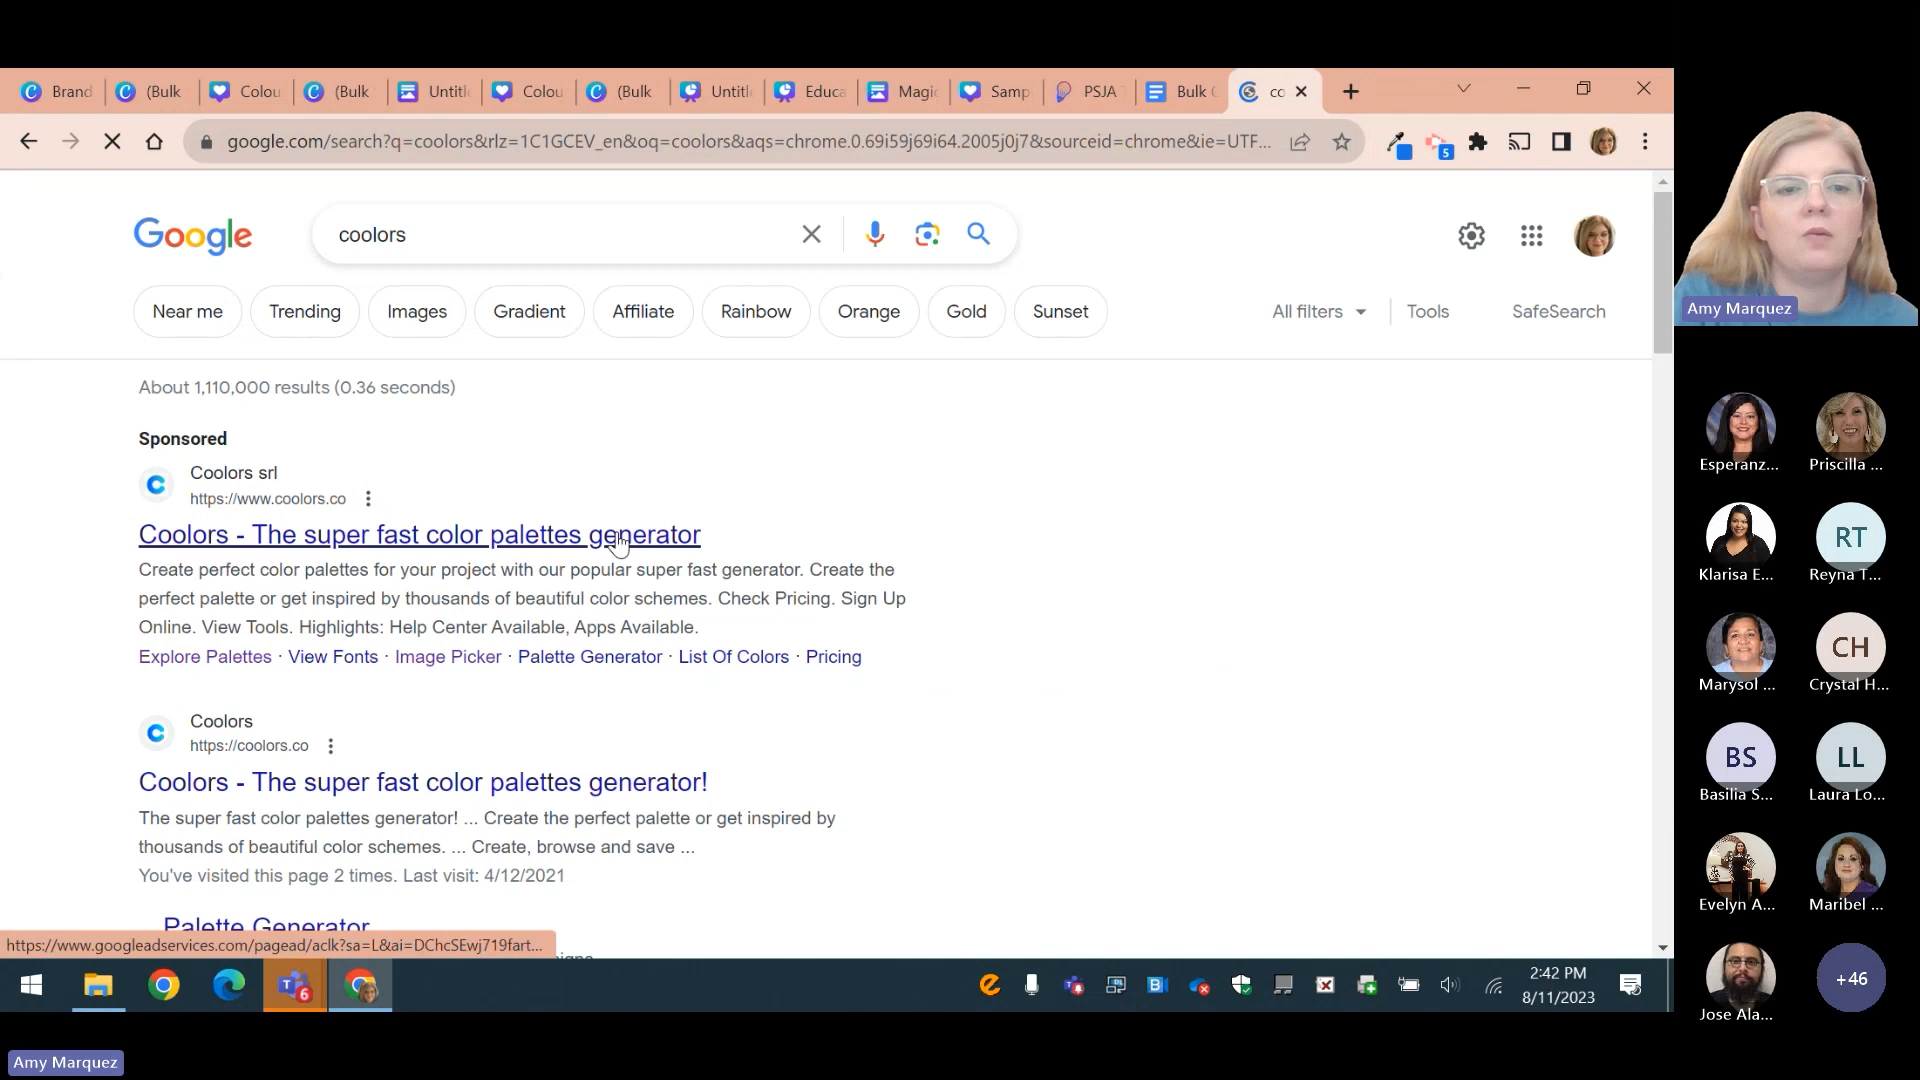 Brand
(Bulk
Colou
(Bulk
Untitle
Colou
(Bulk
Untitle
Educa
Magic
Samp
PSJA
Bulk
co
google.com/search?q=coolors&rlz=1C1GCEV_en&oq=coolors&aqs=chrome.0.69i59j69i64.2005j0j7&sourceid=chrome&ie=UTF...
5
Google
coolors
Near me
Trending
Images
Gradient
Affiliate
Rainbow
Orange
Gold
Sunset
All filters
Tools
SafeSearch
About 1,110,000 results (0.36 seconds)
Sponsored
Coolors srl
https://www.coolors.co
Coolors - The super fast color palettes generator
Create perfect color palettes for your project with our popular super fast generator. Create the
perfect palette or get inspired by thousands of beautiful color schemes. Check Pricing. Sign Up
Online. View Tools. Highlights: Help Center Available, Apps Available.
Explore Palettes · View Fonts · Image Picker · Palette Generator · List Of Colors · Pricing
Coolors
https://coolors.co
Coolors - The super fast color palettes generator!
The super fast color palettes generator! ... Create the perfect palette or get inspired by
thousands of beautiful color schemes. ... Create, browse and save ...
You've visited this page 2 times. Last visit: 4/12/2021
Palette Generator
https://www.googleadservices.com/pagead/aclk?sa=L&ai=DChcSEwj719fart...
6
2:42 PM
8/11/2023
Amy Marquez
Esperanz...
Priscilla ...
Klarisa E...
RT
Reyna T...
Marysol ...
CH
Crystal H...
BS
Basilia S...
LL
Laura Lo...
Evelyn A...
Maribel ...
Jose Ala...
+46
Amy Marquez